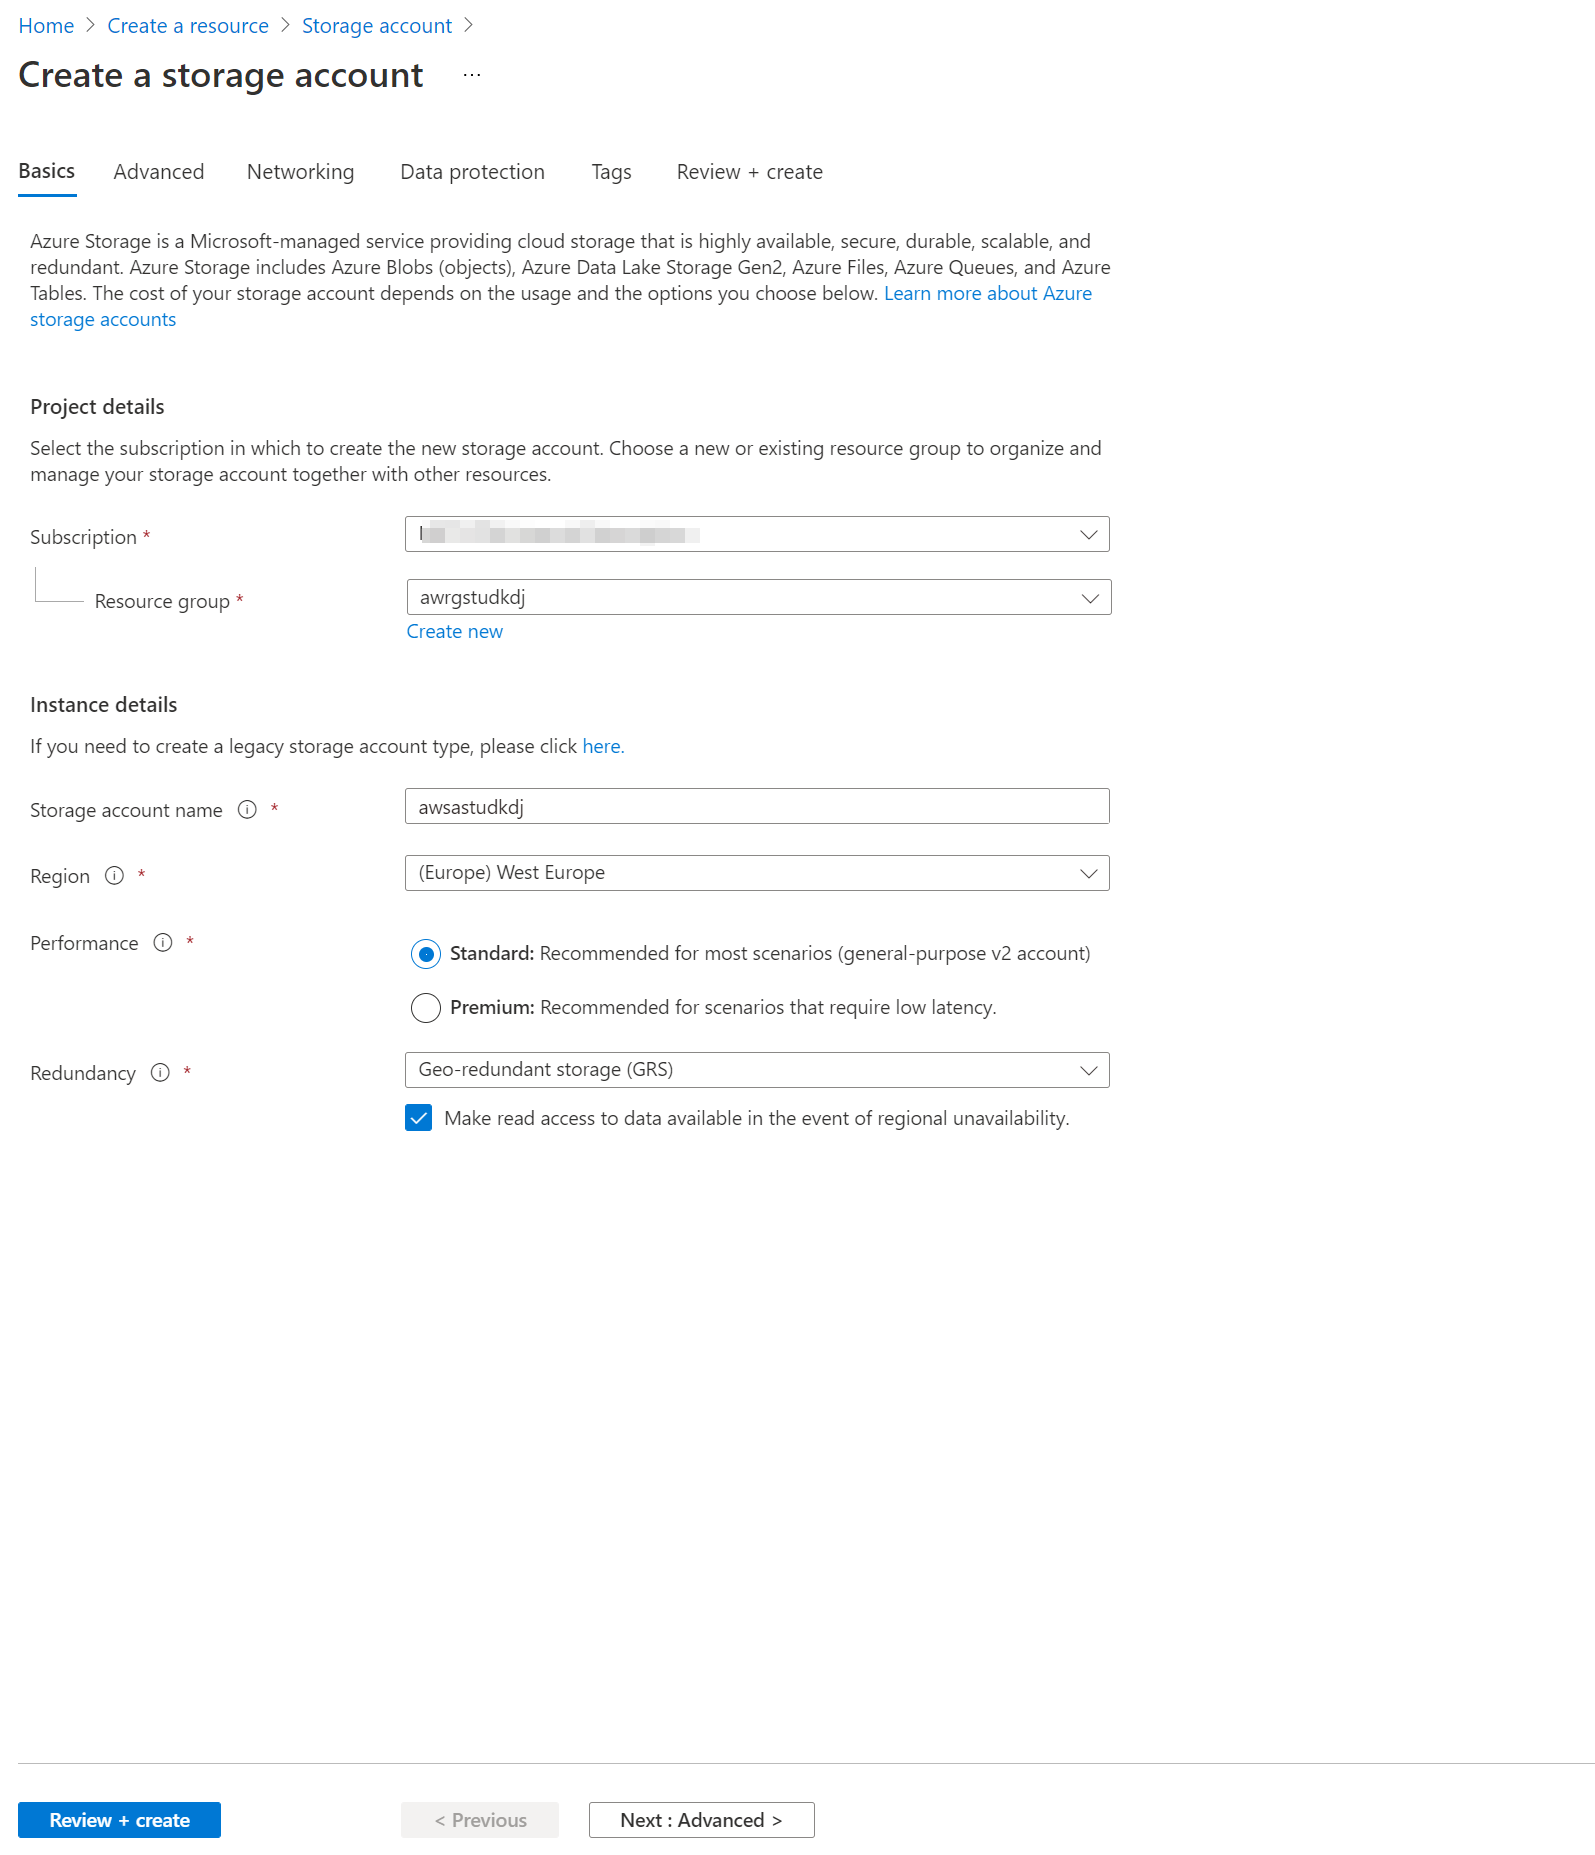 Home > Create a resource > Storage account >
Create a storage account ...
Basics Advanced Networking Data protection Tags Review + create
Azure Storage is a Microsoft-managed service providing cloud storage that is highly available, secure, durable, scalable, and
redundant. Azure Storage includes Azure Blobs (objects), Azure Data Lake Storage Gen2, Azure Files, Azure Queues, and Azure
Tables. The cost of your storage account depends on the usage and the options you choose below. Learn more about Azure
storage accounts
Project details
Select the subscription in which to create the new storage account. Choose a new or existing resource group to organize and
manage your storage account together with other resources.
Subscription *
Resource group * awrgstudkdj
Create new
Instance details
If you need to create a legacy storage account type, please click here.
Storage account name * awsastudkdj
Region * (Europe) West Europe
Performance * Standard: Recommended for most scenarios (general-purpose v2 account)
Premium: Recommended for scenarios that require low latency.
Redundancy * Geo-redundant storage (GRS)
Make read access to data available in the event of regional unavailability.
Review + create < Previous Next : Advanced >